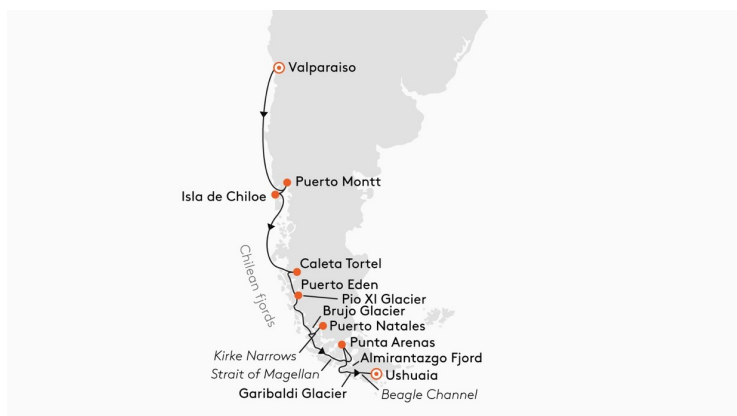 Valparaiso
Puerto Montt
Isla de Chiloe
Chilean fjords
Caleta Tortel
Puerto Eden
Pio XI Glacier
Brujo Glacier
Puerto Natales
Kirke Narrows
Punta Arenas
Strait of Magellan
Almirantazgo Fjord
Ushuaia
Garibaldi Glacier
Beagle Channel